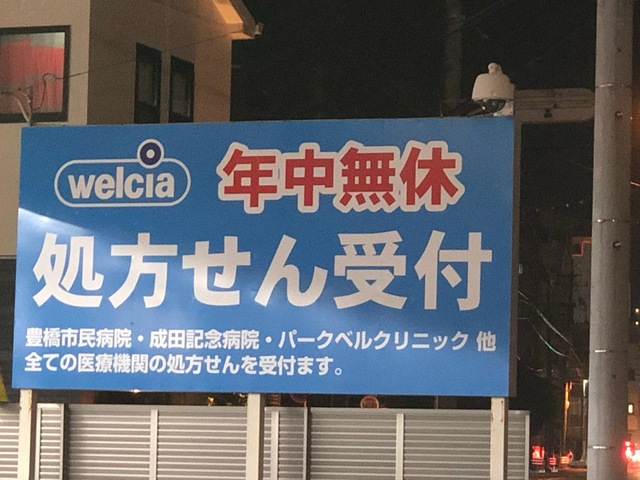 welcia
年中無休
処方せん受付
豊橋市民病院・成田記念病院・パークベルクリニック 他
全ての医療機関の処方せんを受付ます。